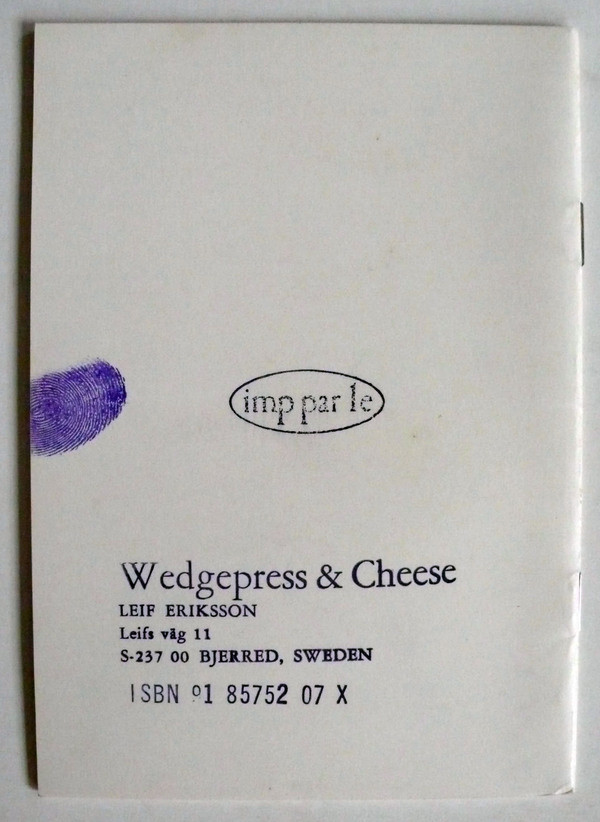 imp par le
Wedgepress & Cheese
LEIF ERIKSSON
Leifs väg 11
S-237 00 BJERRED, SWEDEN
ISBN 91 85752 07 X